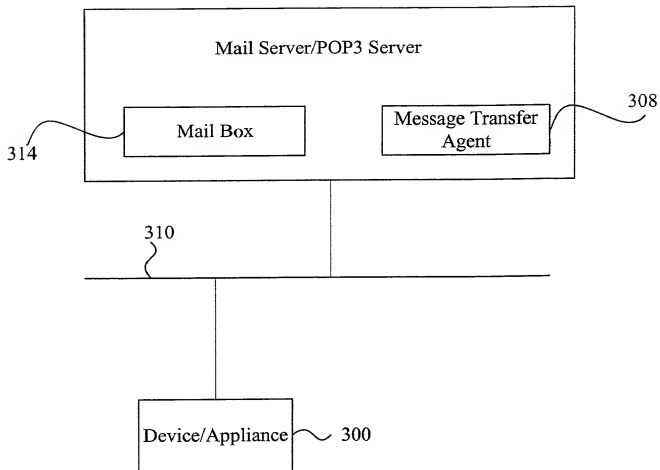 Mail Server/POP3 Server
Mail Box
Message Transfer
Agent
308
314
310
Device/Appliance
300